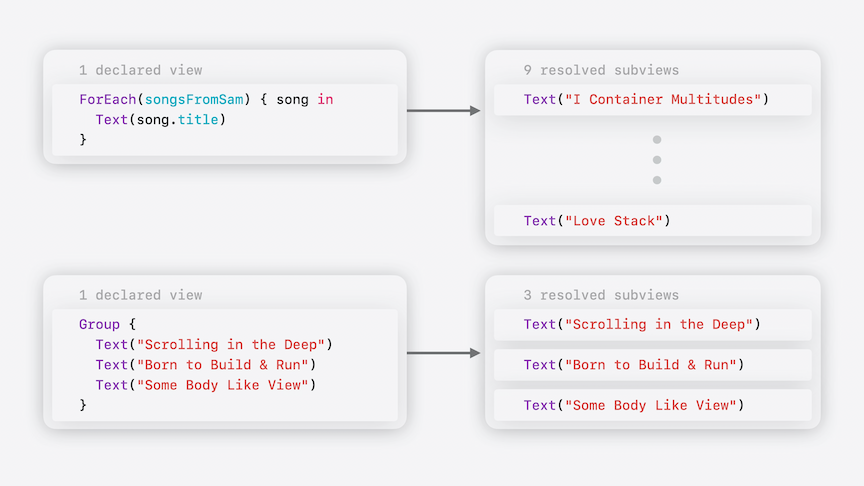 1 declared view
ForEach(songsFromSam) { song in
Text(song.title)
}
9 resolved subviews
Text("I Container Multitudes")
Text("Love Stack")
1 declared view
Group {
Text("Scrolling in the Deep")
Text("Born to Build & Run")
Text("Some Body Like View")
}
3 resolved subviews
Text("Scrolling in the Deep")
Text("Born to Build & Run")
Text("Some Body Like View")